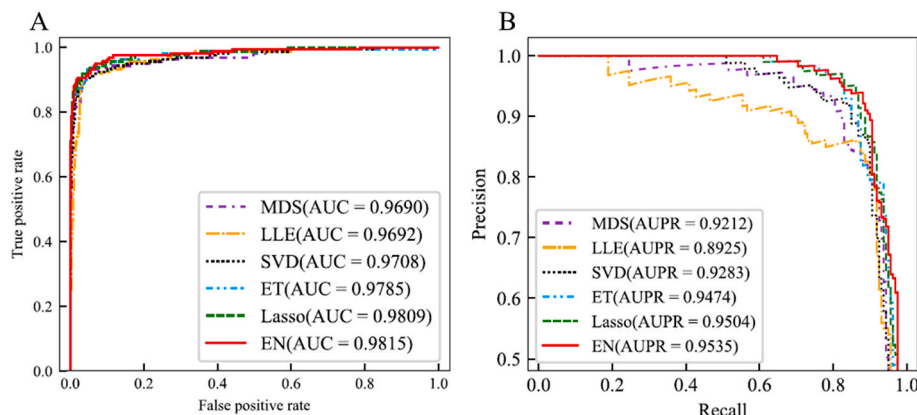 A
1.0
0.8
0.6
0.4
0.2
0.0
True positive rate
MDS(AUC = 0.9690)
LLE(AUC = 0.9692)
SVD(AUC = 0.9708)
ET(AUC = 0.9785)
Lasso(AUC = 0.9809)
EN(AUC = 0.9815)
0.0 0.2 0.4 0.6 0.8 1.0
False positive rate
B
1.0
0.9
0.8
0.7
0.6
0.5
Precision
MDS(AUPR = 0.9212)
LLE(AUPR = 0.8925)
SVD(AUPR = 0.9283)
ET(AUPR = 0.9474)
Lasso(AUPR = 0.9504)
EN(AUPR = 0.9535)
0.0 0.2 0.4 0.6 0.8 1.0
Recall